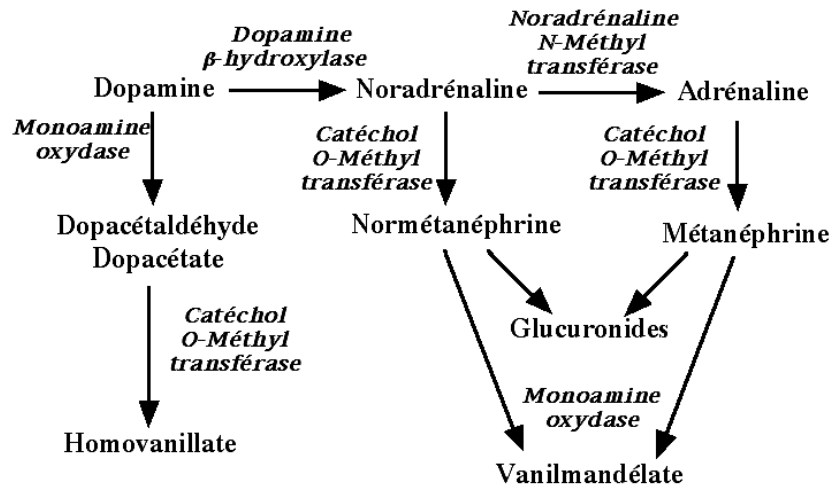 Dopamine
β-hydroxylase
Noradrénaline
N-Méthyl
transférase
Dopamine
Noradrénaline
Adrénaline
Monoamine
oxydase
Catéchol
O-Méthyl
transférase
Catéchol
O-Méthyl
transférase
Dopacétaldéhyde
Dopacétate
Normétanéphrine
Métanéphrine
Catéchol
O-Méthyl
transférase
Glucuronides
Monoamine
oxydase
Homovanillate
Vanilmandélate